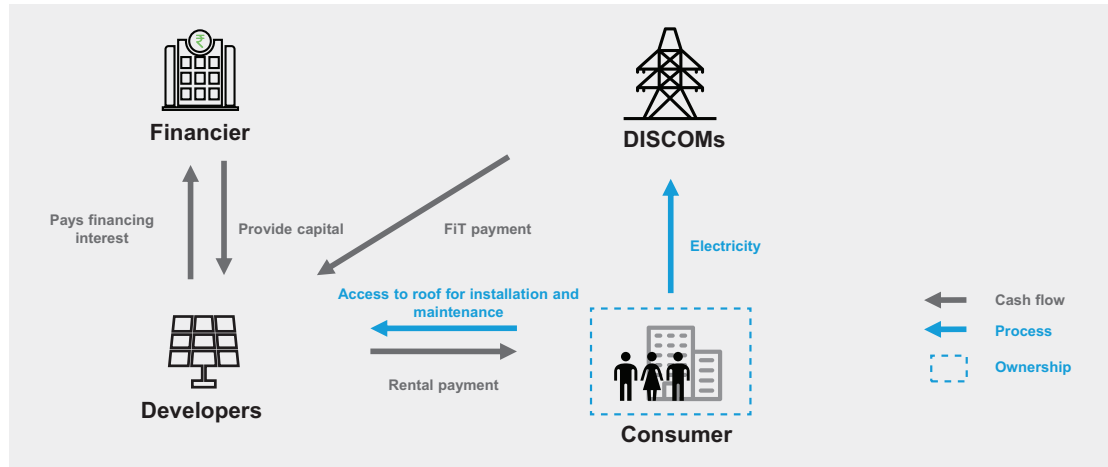 ₹
Financier
DISCOMs
Pays financing
interest
Provide capital
FiT payment
Electricity
Access to roof for installation and
maintenance
Rental payment
Developers
Consumer
Cash flow
Process
Ownership